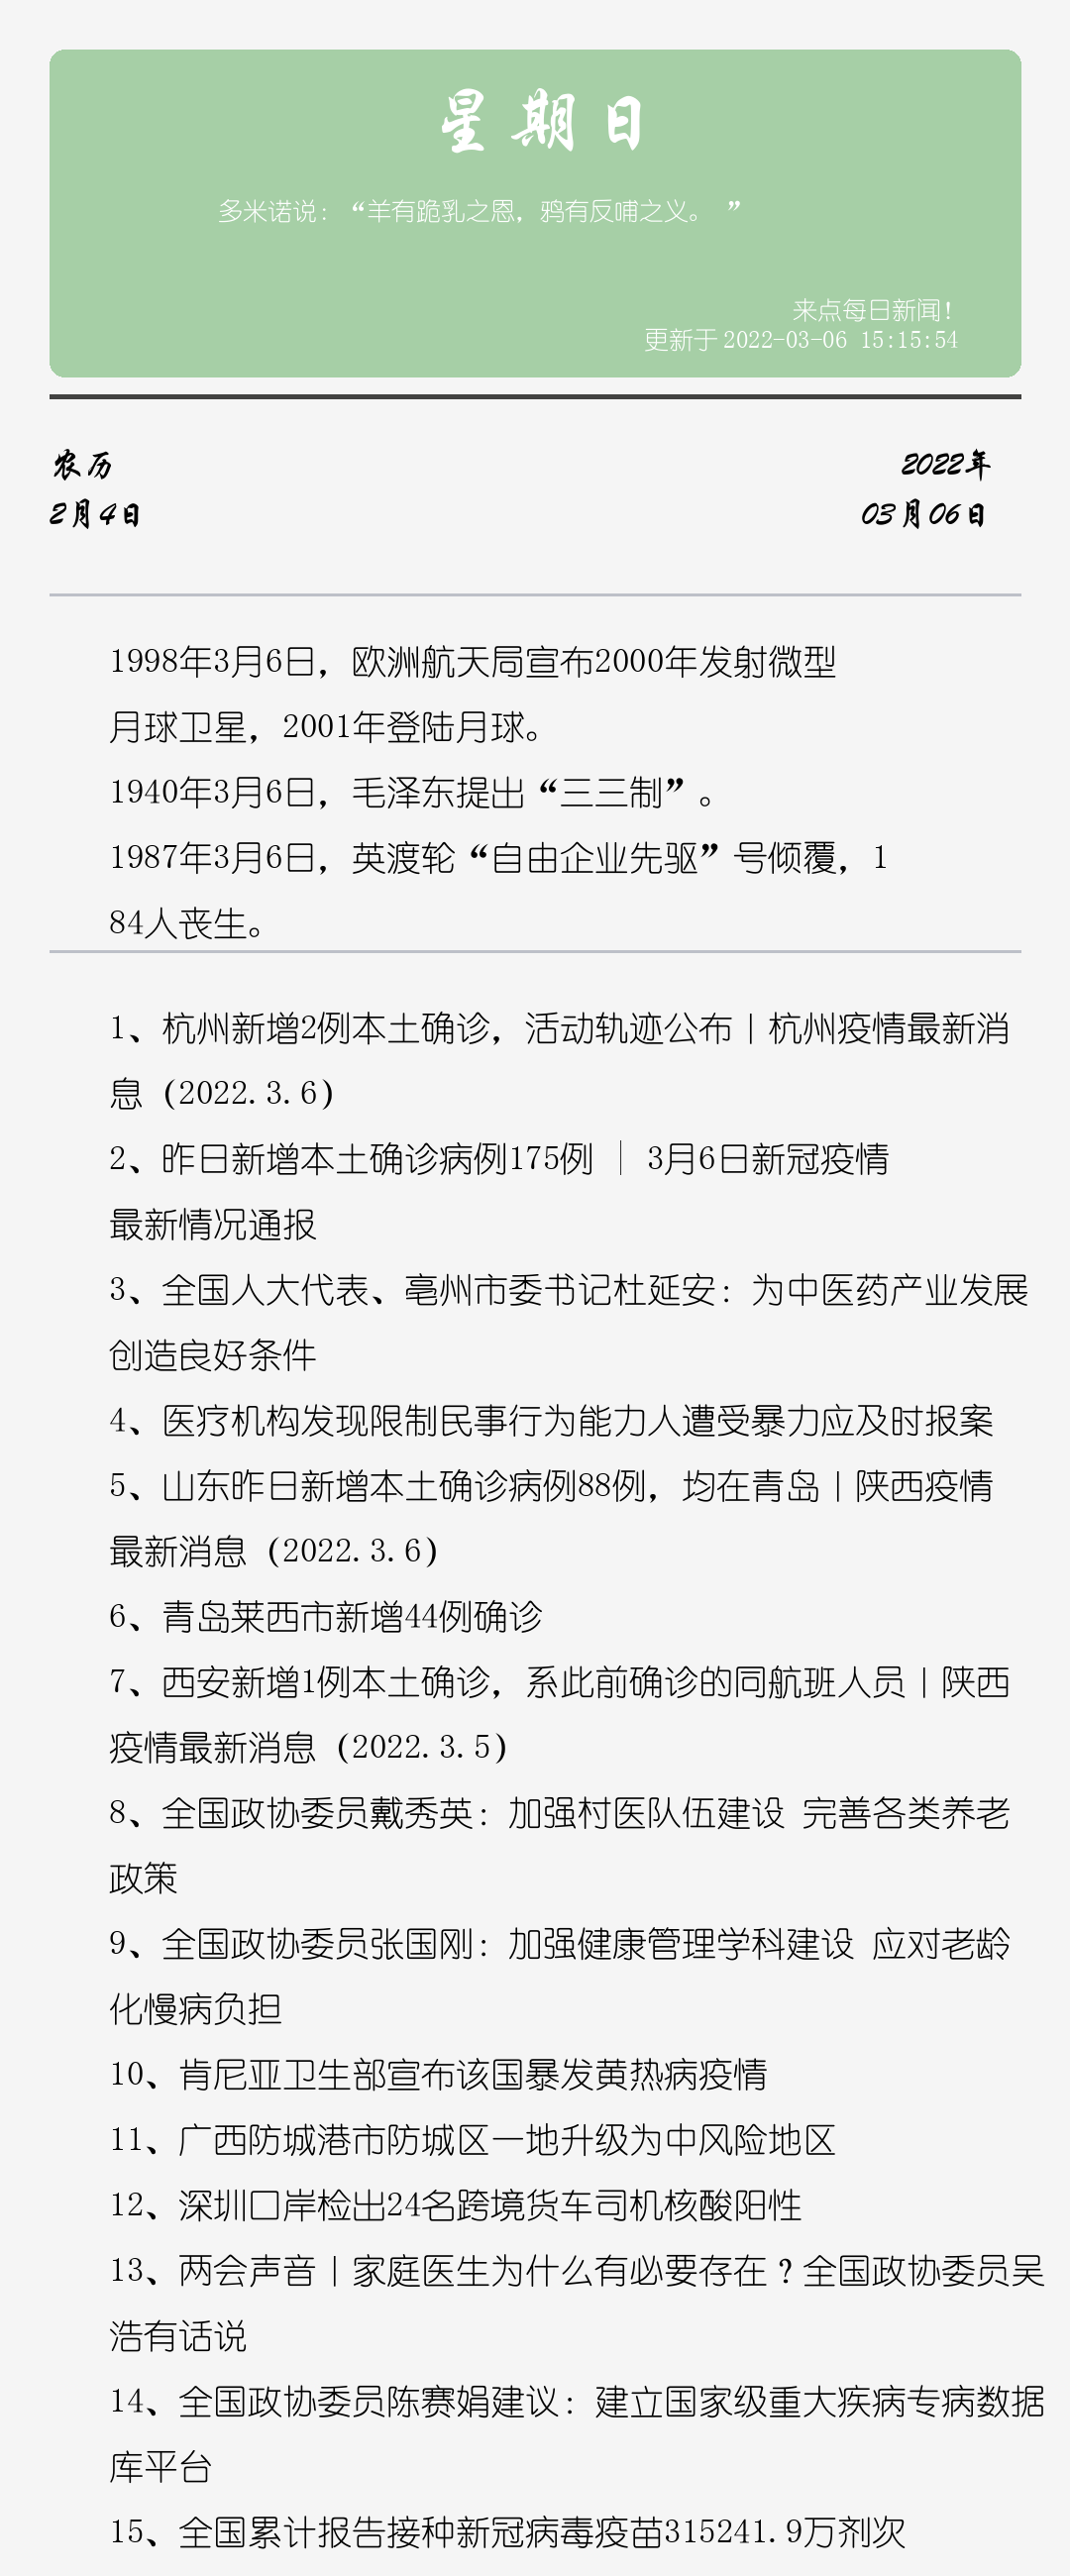 星期日
多米诺说：“羊有跪乳之恩，鸦有反哺之义。 ”
来点每日新闻！
更新于 2022-03-06 15:15:54
农历
2022年
2月4日
03月06日
1998年3月6日，欧洲航天局宣布2000年发射微型
月球卫星，2001年登陆月球。
1940年3月6日，毛泽东提出“三三制”。
1987年3月6日，英渡轮“自由企业先驱”号倾覆，1
84人丧生。
1、杭州新增2例本土确诊，活动轨迹公布丨杭州疫情最新消
息（2022.3.6）
2、昨日新增本土确诊病例175例 | 3月6日新冠疫情
最新情况通报
3、全国人大代表、亳州市委书记杜延安：为中医药产业发展
创造良好条件
4、医疗机构发现限制民事行为能力人遭受暴力应及时报案
5、山东昨日新增本土确诊病例88例，均在青岛丨陕西疫情
最新消息（2022.3.6）
6、青岛莱西市新增44例确诊
7、西安新增1例本土确诊，系此前确诊的同航班人员丨陕西
疫情最新消息（2022.3.5）
8、全国政协委员戴秀英：加强村医队伍建设 完善各类养老
政策
9、全国政协委员张国刚：加强健康管理学科建设 应对老龄
化慢病负担
10、肯尼亚卫生部宣布该国暴发黄热病疫情
11、广西防城港市防城区一地升级为中风险地区
12、深圳口岸检出24名跨境货车司机核酸阳性
13、两会声音丨家庭医生为什么有必要存在？全国政协委员吴
浩有话说
14、全国政协委员陈赛娟建议：建立国家级重大疾病专病数据
库平台
15、全国累计报告接种新冠病毒疫苗315241.9万剂次